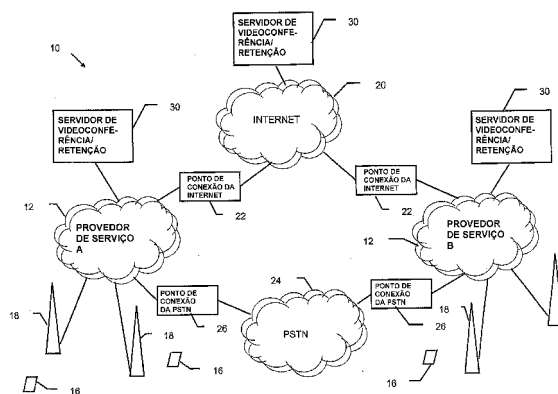 SERVIDOR DE
VIDEOCONFE-
RÊNCIA/
RETENÇÃO
30
10
20
INTERNET
30
SERVIDOR DE
VIDEOCONFE-
RÊNCIA/
RETENÇÃO
30
SERVIDOR DE
VIDEOCONFE-
RÊNCIA/
RETENÇÃO
PONTO DE
CONEXÃO DA
INTERNET
22
PONTO DE
CONEXÃO DA
INTERNET
22
12
PROVEDOR
DE SERVIÇO
A
12
PROVEDOR
DE SERVIÇO
B
24
PSTN
PONTO DE
CONEXÃO
DA PSTN
26
PONTO DE
CONEXÃO
DA PSTN
26
18
18
18
16
16
16